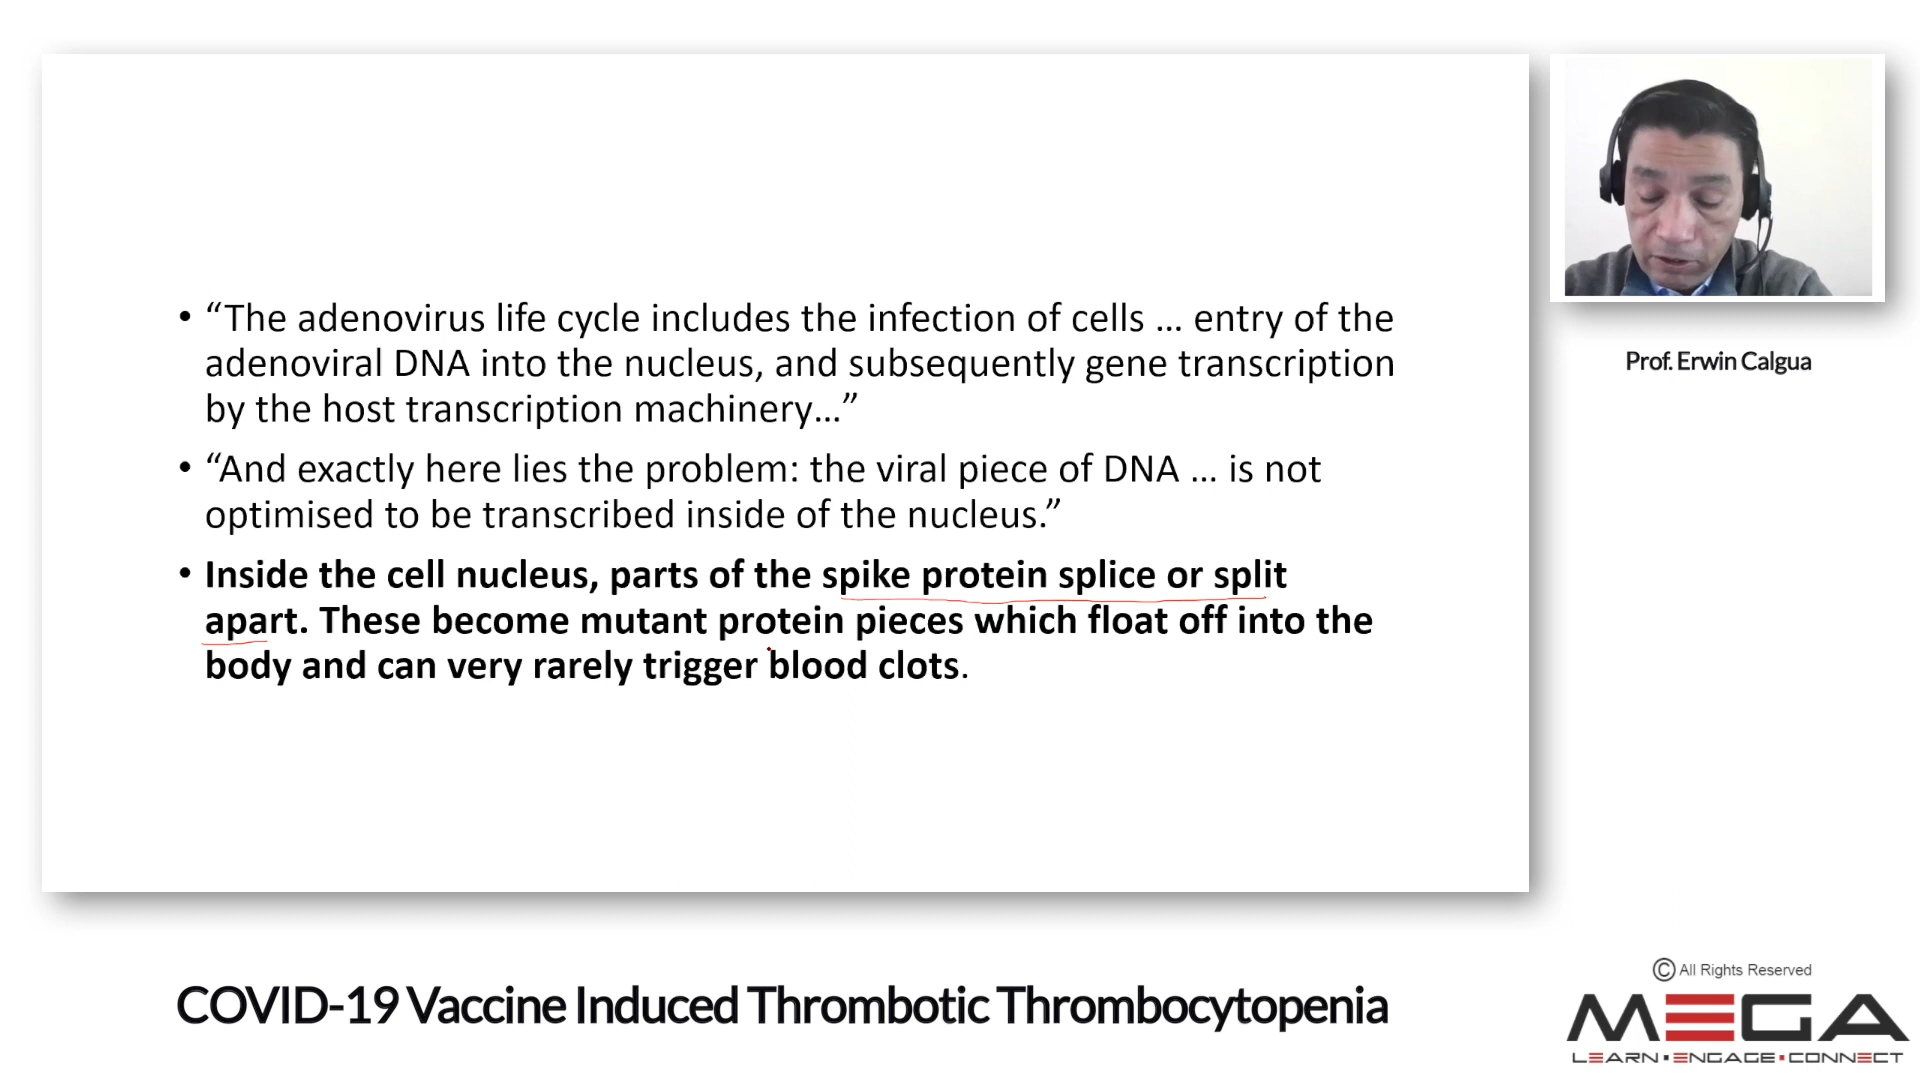 • “The adenovirus life cycle includes the infection of cells ... entry of the
adenoviral DNA into the nucleus, and subsequently gene transcription
by the host transcription machinery...”
• “And exactly here lies the problem: the viral piece of DNA ... is not
optimised to be transcribed inside of the nucleus.”
• Inside the cell nucleus, parts of the spike protein splice or split
apart. These become mutant protein pieces which float off into the
body and can very rarely trigger blood clots.
Prof. Erwin Calgua
COVID-19 Vaccine Induced Thrombotic Thrombocytopenia
© All Rights Reserved
MEGA
LEARN▪ENGAGE▪CONNECT